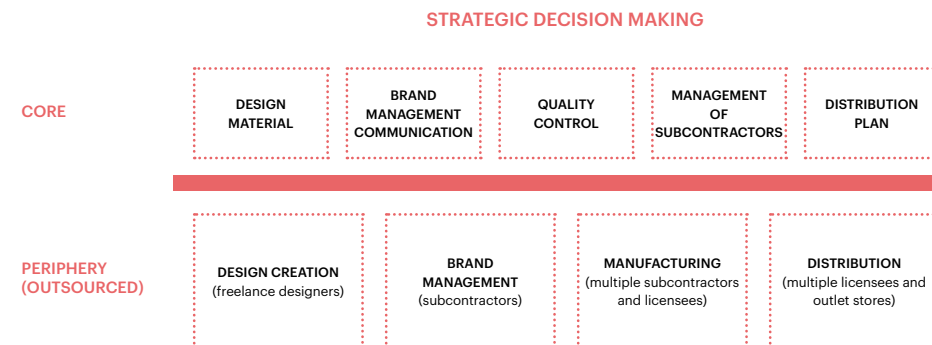 STRATEGIC DECISION MAKING
CORE
DESIGN
MATERIAL
BRAND
MANAGEMENT
COMMUNICATION
QUALITY
CONTROL
MANAGEMENT
OF
SUBCONTRACTORS
DISTRIBUTION
PLAN
PERIPHERY
(OUTSOURCED)
DESIGN CREATION
(freelance designers)
BRAND
MANAGEMENT
(subcontractors)
MANUFACTURING
(multiple subcontractors
and licensees)
DISTRIBUTION
(multiple licensees and
outlet stores)